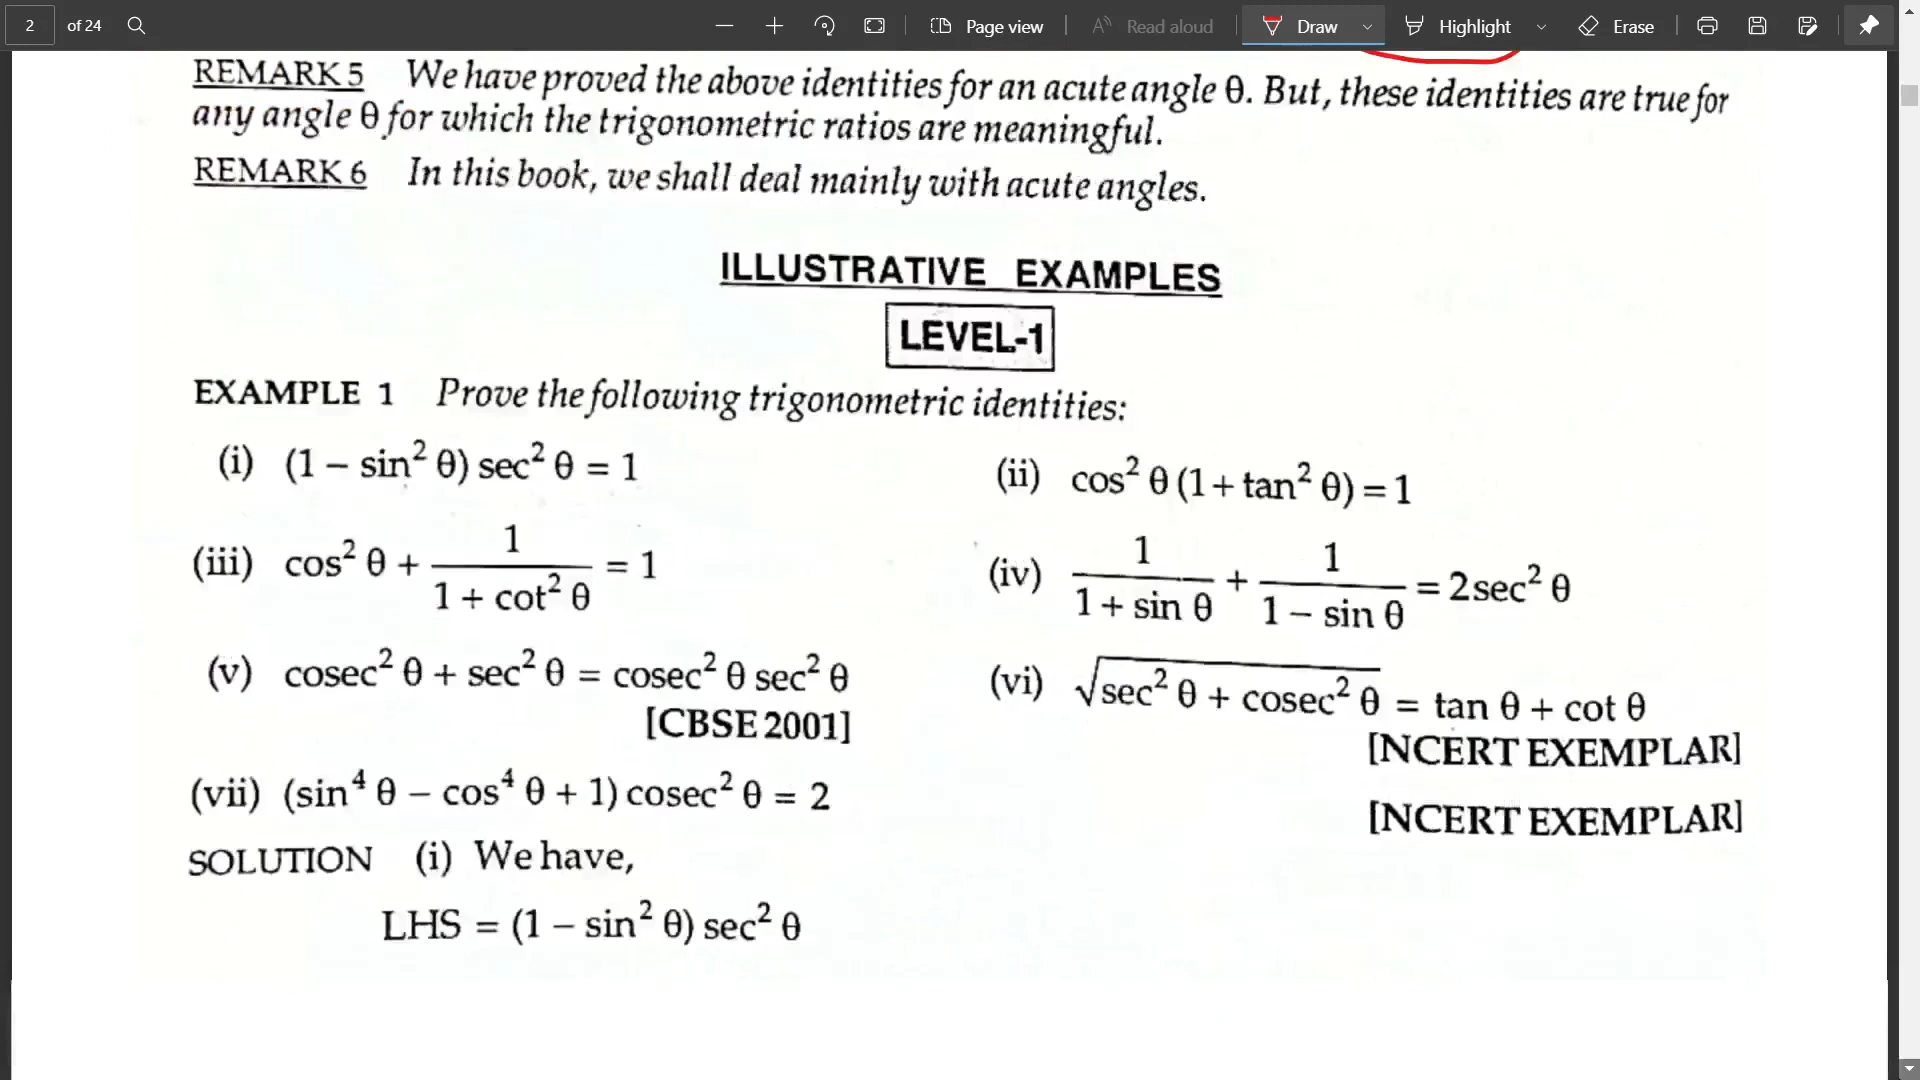 2 of 24 Page view Read aloud Draw Highlight Erase
REMARK 5 We have proved the above identities for an acute angle θ. But, these identities are true for
any angle θ for which the trigonometric ratios are meaningful.
REMARK 6 In this book, we shall deal mainly with acute angles.
ILLUSTRATIVE EXAMPLES
LEVEL-1
EXAMPLE 1 Prove the following trigonometric identities:
(i) (1 − sin² θ) sec² θ = 1 (ii) cos² θ (1 + tan² θ) = 1
(iii) cos² θ + 1/(1 + cot² θ) = 1 (iv) 1/(1 + sin θ) + 1/(1 − sin θ) = 2 sec² θ
(v) cosec² θ + sec² θ = cosec² θ sec² θ (vi) √(sec² θ + cosec² θ) = tan θ + cot θ
[CBSE 2001] [NCERT EXEMPLAR]
(vii) (sin⁴ θ − cos⁴ θ + 1) cosec² θ = 2 [NCERT EXEMPLAR]
SOLUTION (i) We have,
LHS = (1 − sin² θ) sec² θ